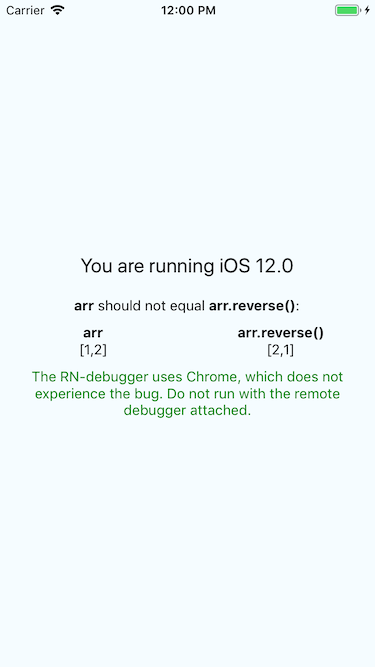 Carrier 12:00 PM
You are running iOS 12.0
arr should not equal arr.reverse():
arr arr.reverse()
[1,2] [2,1]
The RN-debugger uses Chrome, which does not
experience the bug. Do not run with the remote
debugger attached.